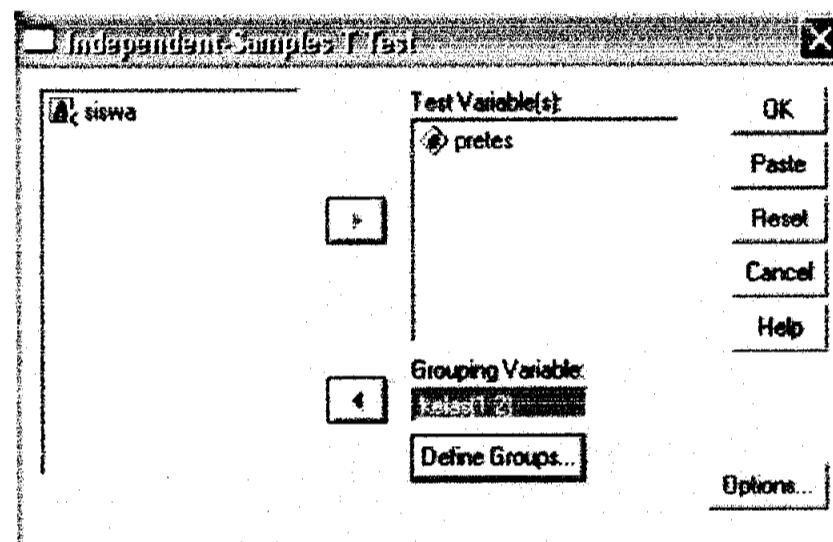 Independent-Samples T Test
siswa
Test Variable(s):
pretes
OK
Paste
Reset
Cancel
Help
Grouping Variable:
Define Groups...
Options...